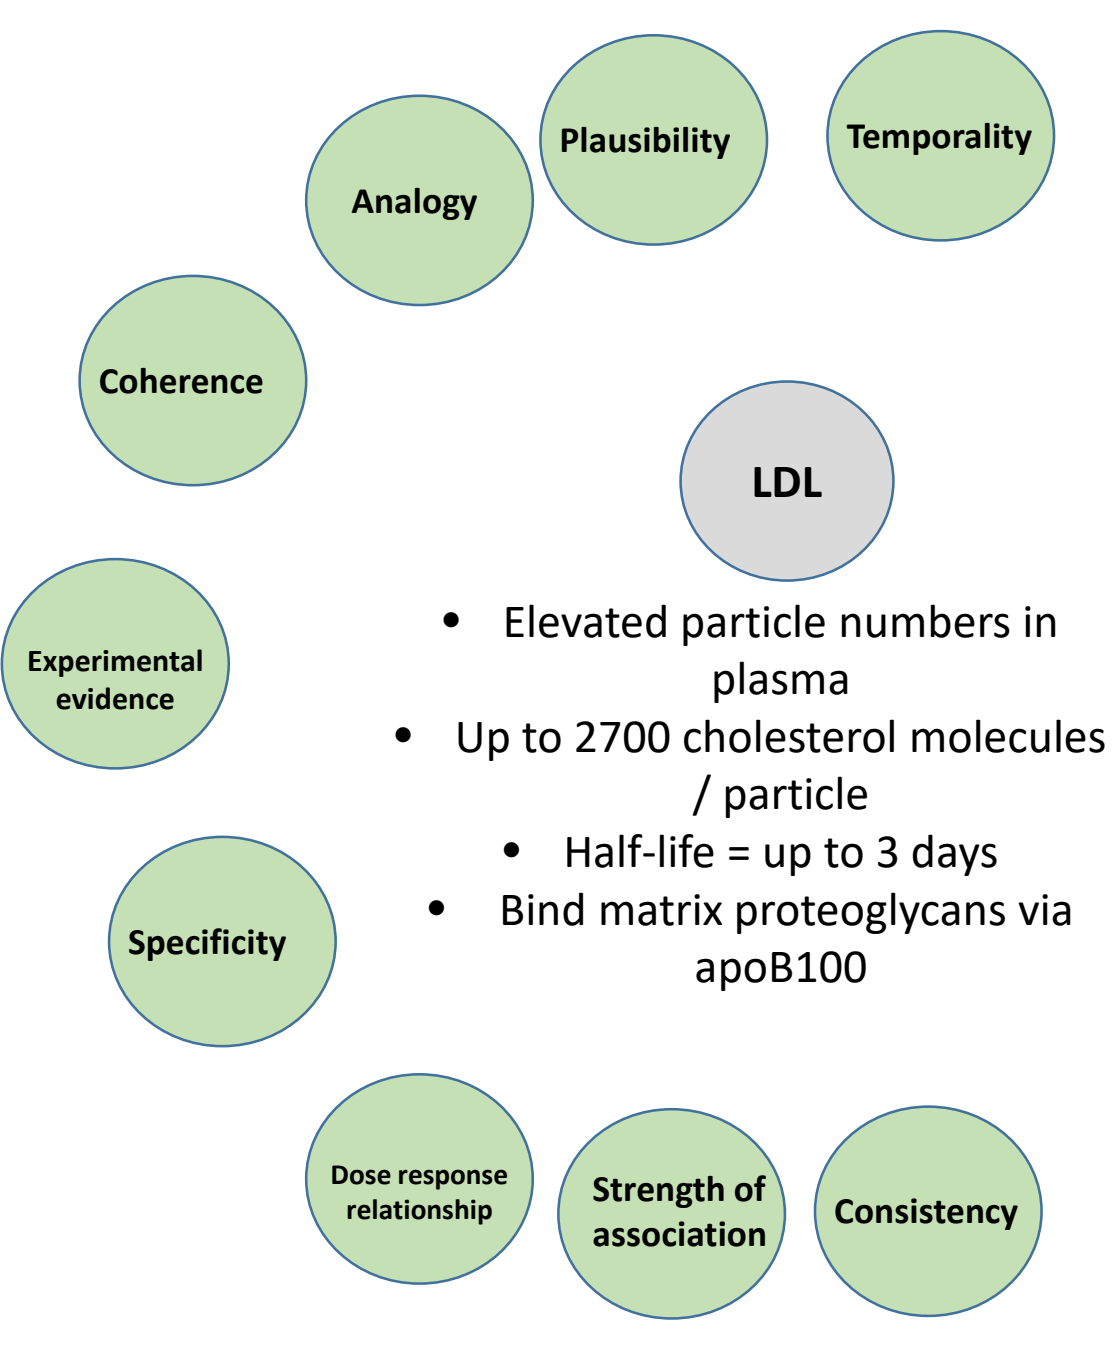 Plausibility
Temporality
Analogy
Coherence
LDL
• Elevated particle numbers in
plasma
• Up to 2700 cholesterol molecules
/ particle
• Half-life = up to 3 days
• Bind matrix proteoglycans via
apoB100
Experimental
evidence
Specificity
Dose response
relationship
Strength of
association
Consistency